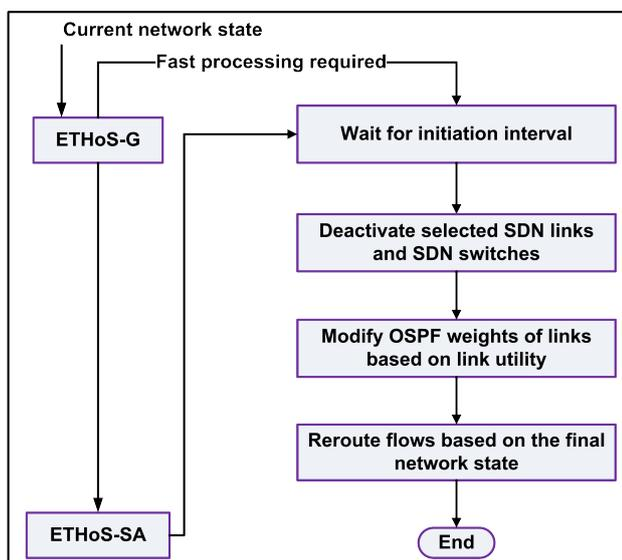 Current network state
Fast processing required
ETHoS-G
Wait for initiation interval
Deactivate selected SDN links
and SDN switches
Modify OSPF weights of links
based on link utility
Reroute flows based on the final
network state
ETHoS-SA
End